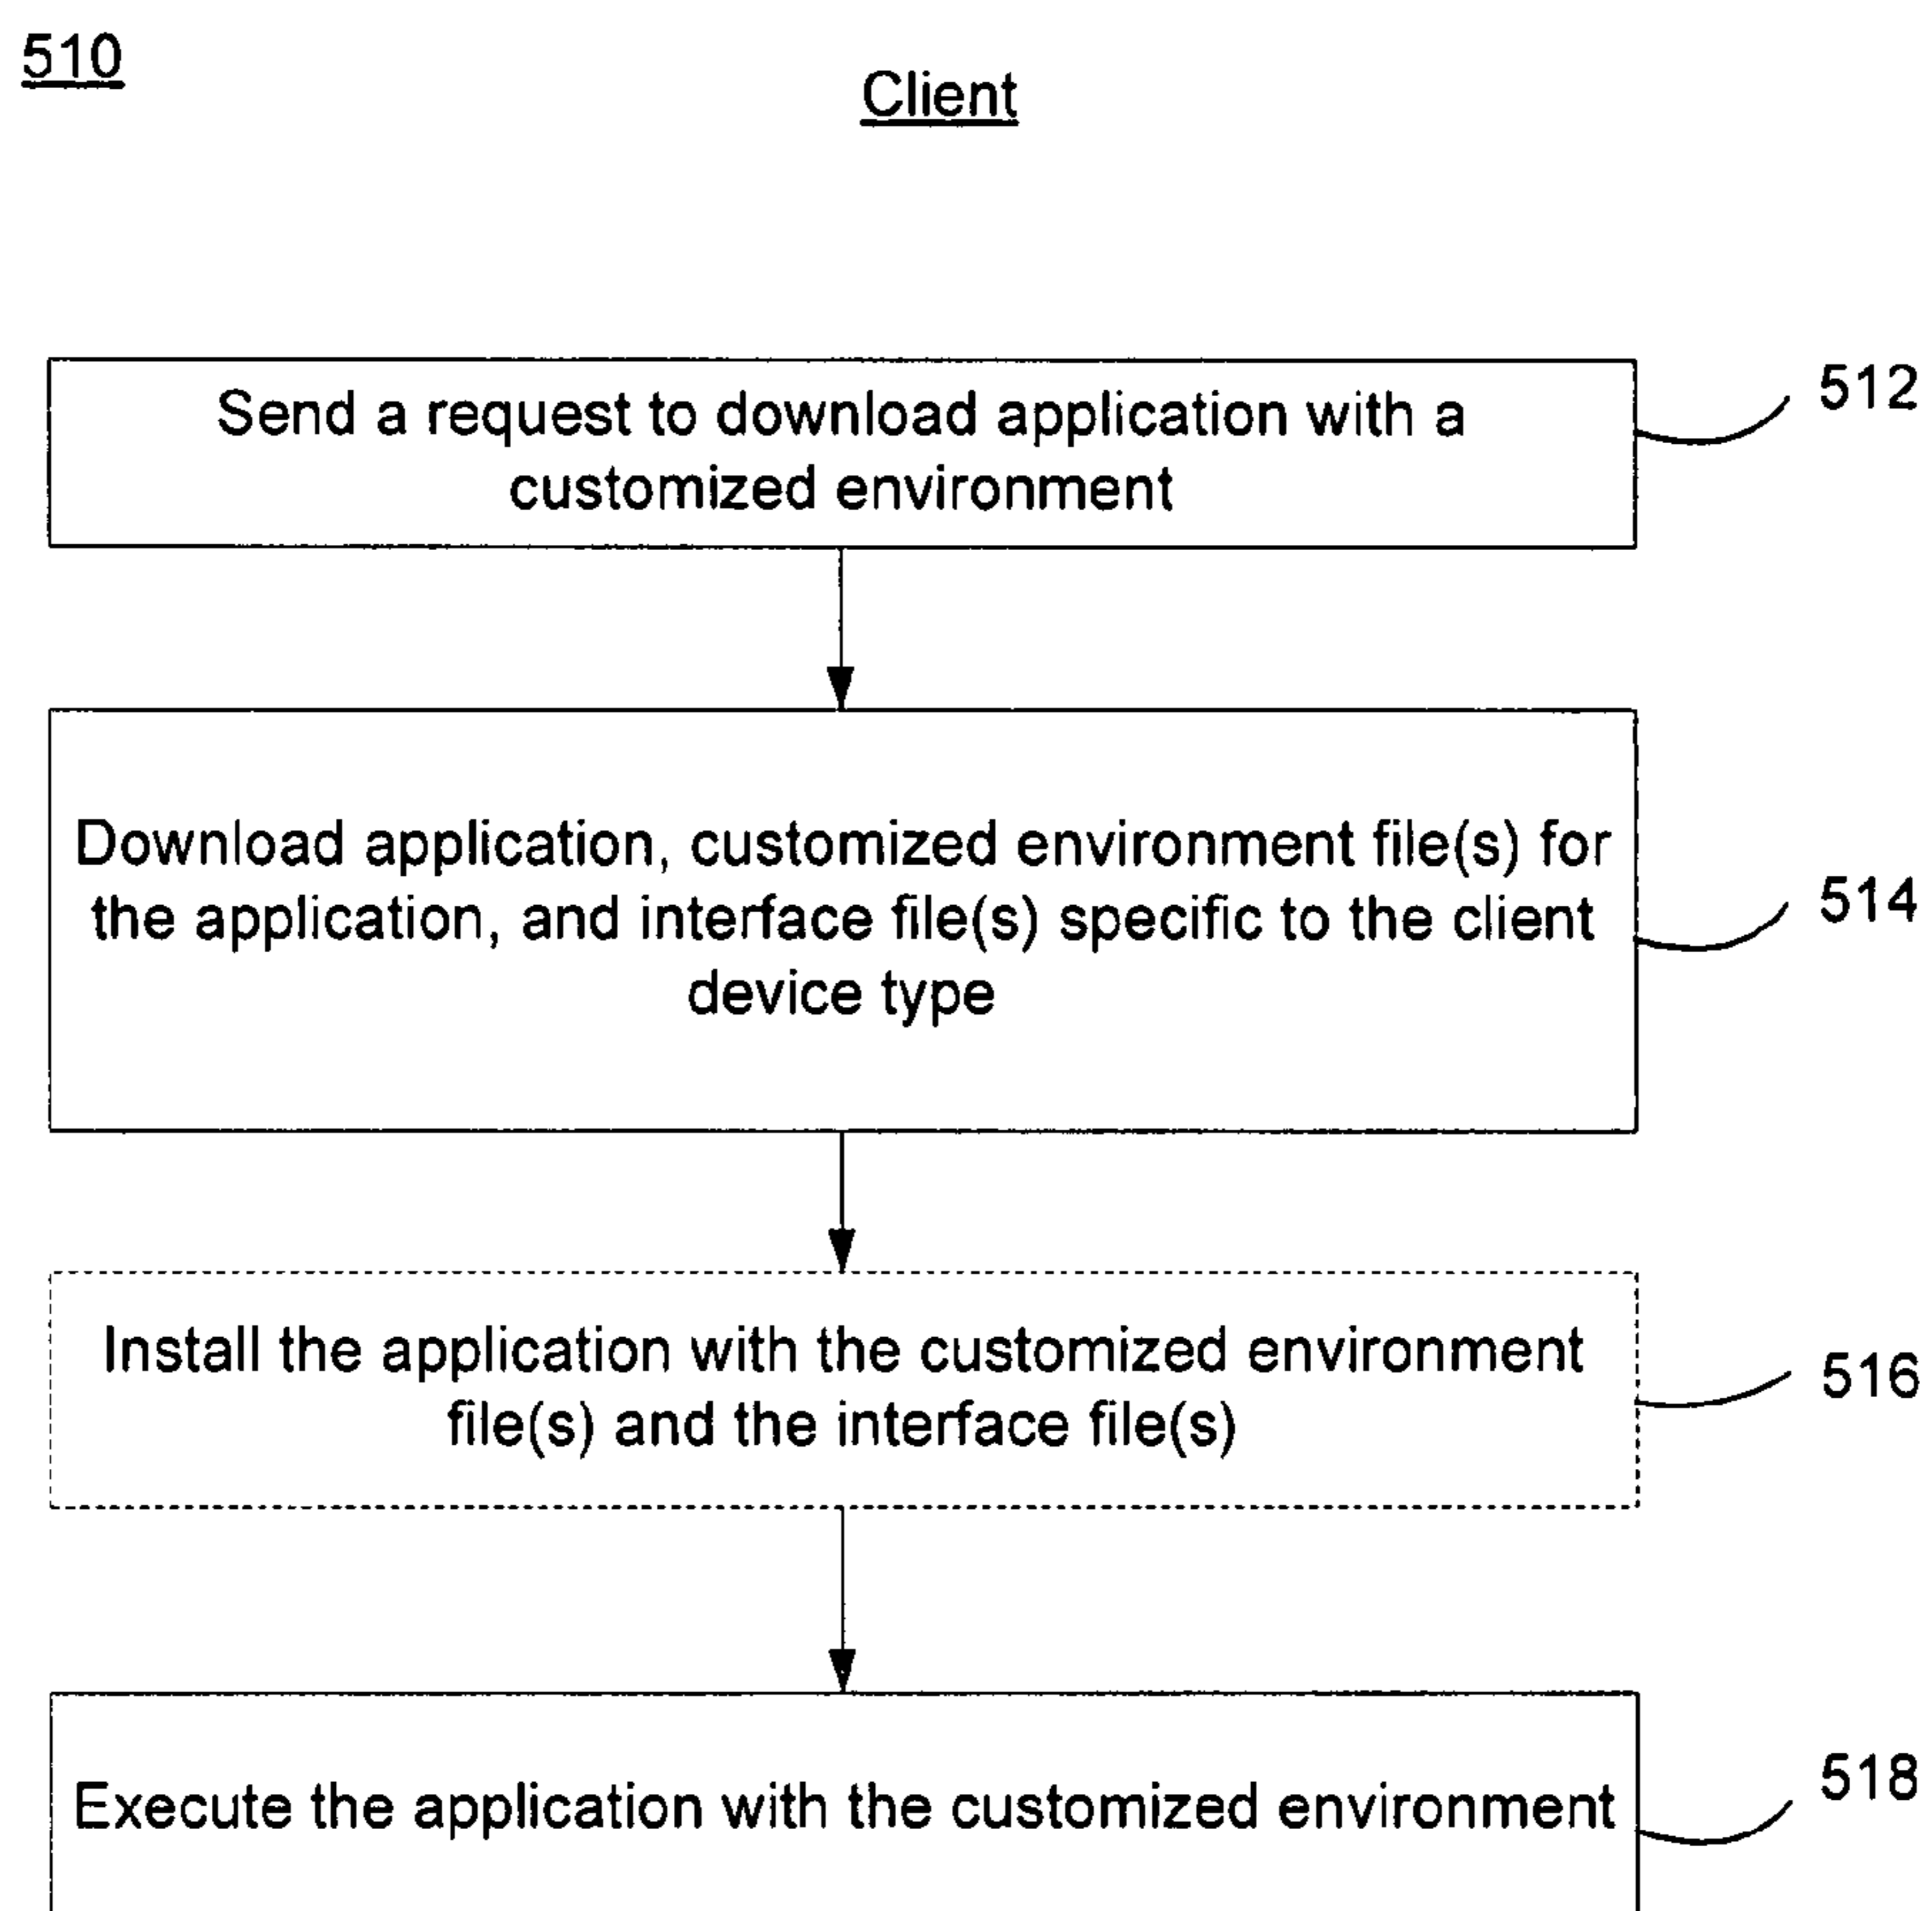 510
Client
Send a request to download application with a
customized environment
512
Download application, customized environment file(s) for
the application, and interface file(s) specific to the client
device type
514
Install the application with the customized environment
file(s) and the interface file(s)
516
Execute the application with the customized environment
518